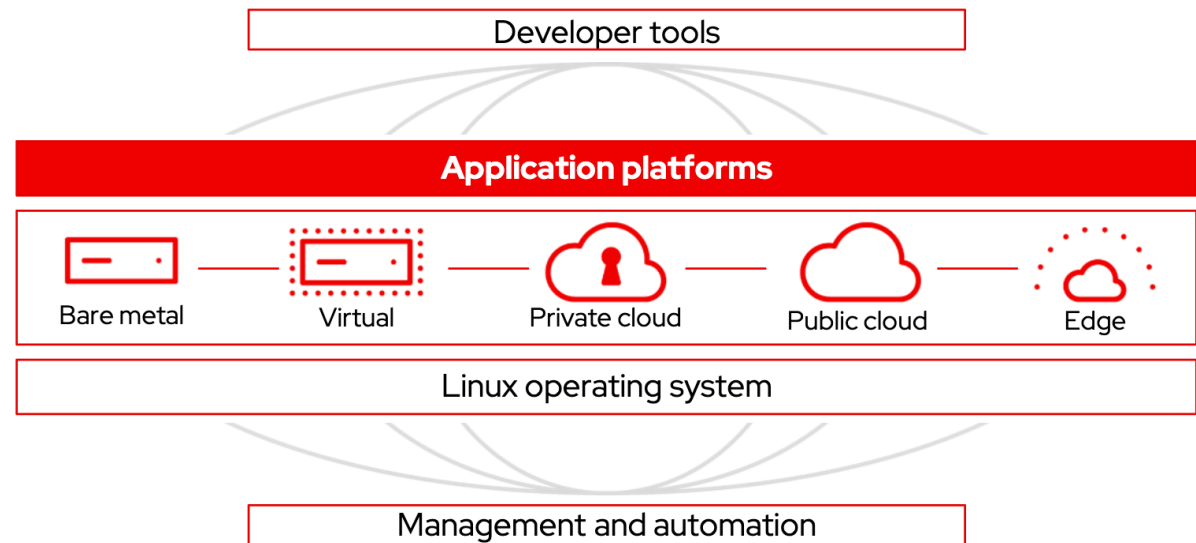 Developer tools
Application platforms
Bare metal
Virtual
Private cloud
Public cloud
Edge
Linux operating system
Management and automation